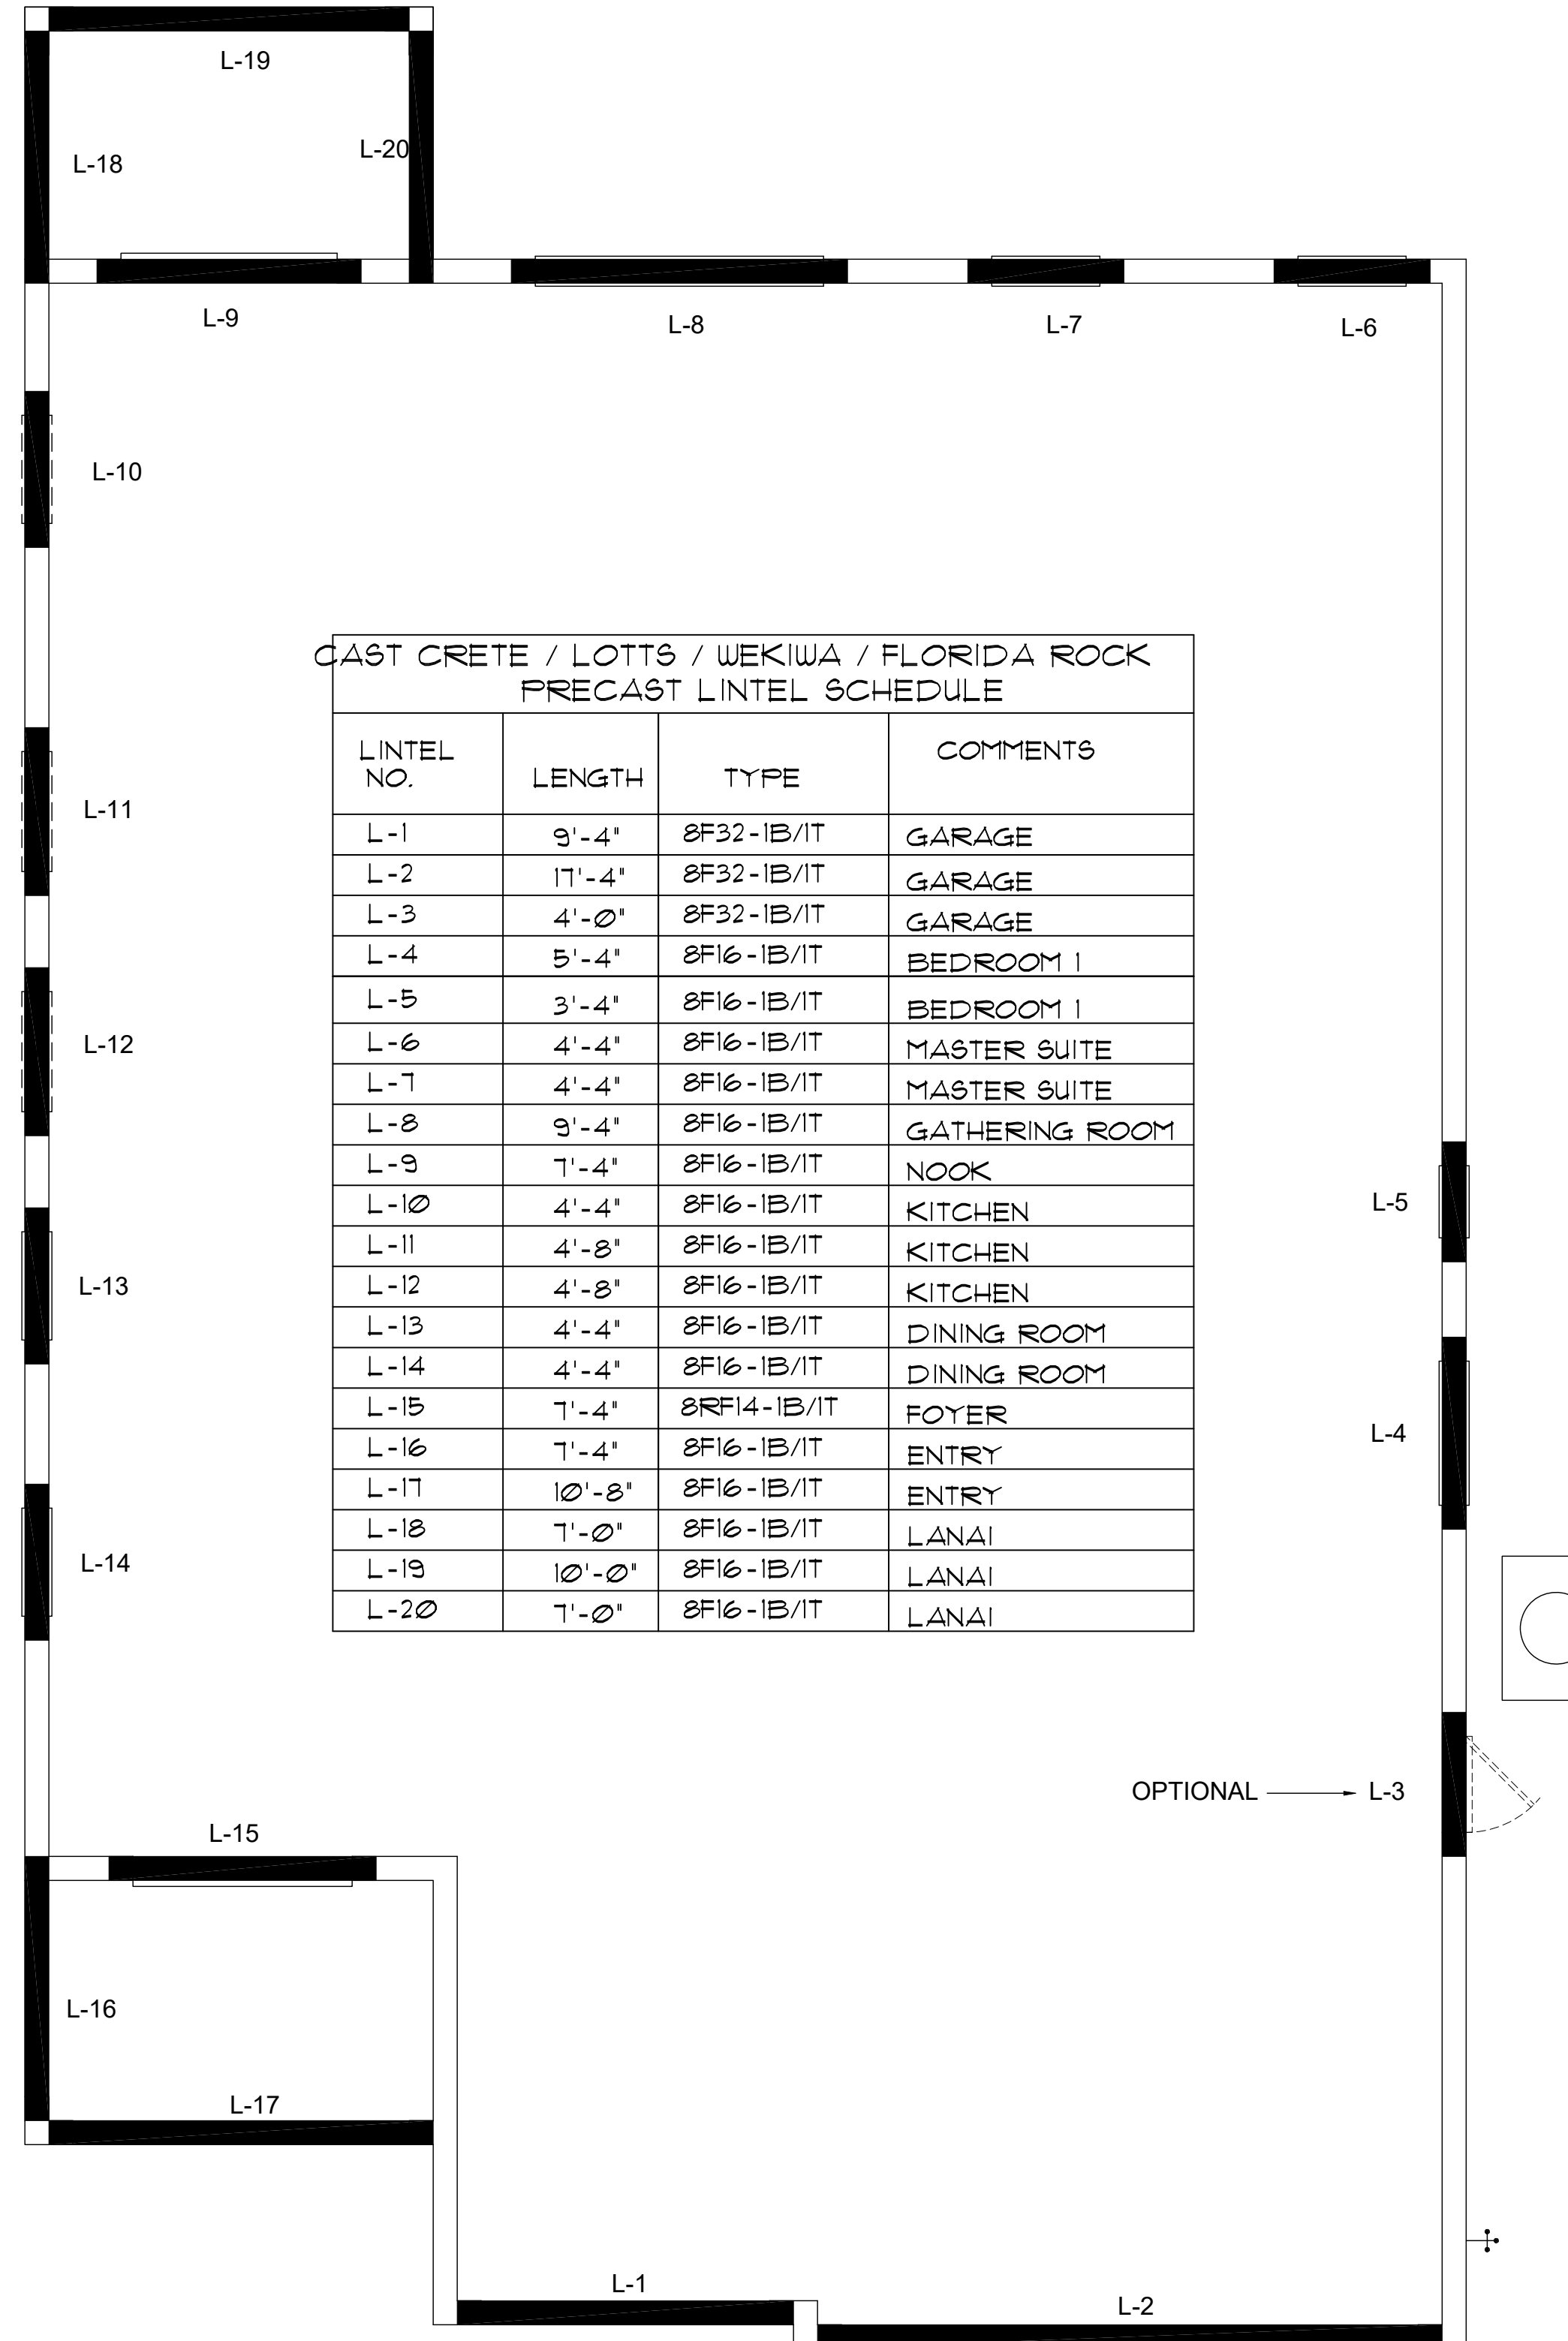 L-19
L-20
L-18
L-9
L-8
L-7
L-6
L-10
CAST CRETE / LOTTS / WEKIWA / FLORIDA ROCK
PRECAST LINTEL SCHEDULE
LINTEL NO. LENGTH TYPE COMMENTS
L-1 9'-4" 8F32-1B/1T GARAGE
L-2 17'-4" 8F32-1B/1T GARAGE
L-3 4'-0" 8F32-1B/1T GARAGE
L-4 5'-4" 8F16-1B/1T BEDROOM 1
L-5 3'-4" 8F16-1B/1T BEDROOM 1
L-6 4'-4" 8F16-1B/1T MASTER SUITE
L-7 4'-4" 8F16-1B/1T MASTER SUITE
L-8 9'-4" 8F16-1B/1T GATHERING ROOM
L-9 7'-4" 8F16-1B/1T NOOK
L-10 4'-4" 8F16-1B/1T KITCHEN
L-11 4'-8" 8F16-1B/1T KITCHEN
L-12 4'-8" 8F16-1B/1T KITCHEN
L-13 4'-4" 8F16-1B/1T DINING ROOM
L-14 4'-4" 8F16-1B/1T DINING ROOM
L-15 7'-4" 8RF14-1B/1T FOYER
L-16 7'-4" 8F16-1B/1T ENTRY
L-17 10'-8" 8F16-1B/1T ENTRY
L-18 7'-0" 8F16-1B/1T LANAI
L-19 10'-0" 8F16-1B/1T LANAI
L-20 7'-0" 8F16-1B/1T LANAI
L-11
L-12
L-5
L-13
L-4
L-14
OPTIONAL L-3
L-15
L-16
L-17
L-1
L-2